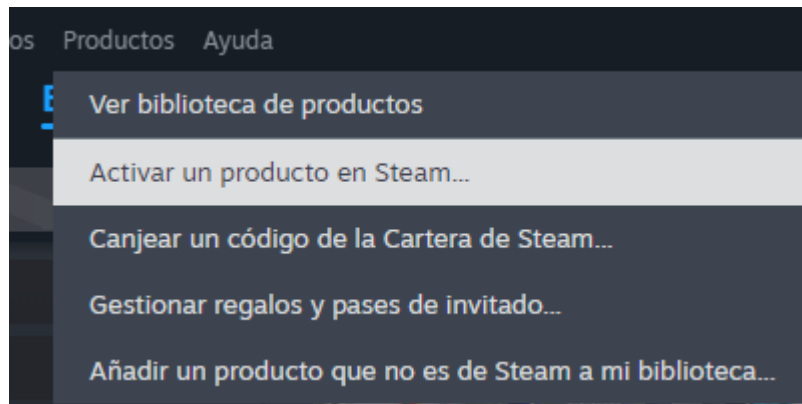 os Productos Ayuda
Ver biblioteca de productos
Activar un producto en Steam...
Canjear un código de la Cartera de Steam...
Gestionar regalos y pases de invitado...
Añadir un producto que no es de Steam a mi biblioteca...